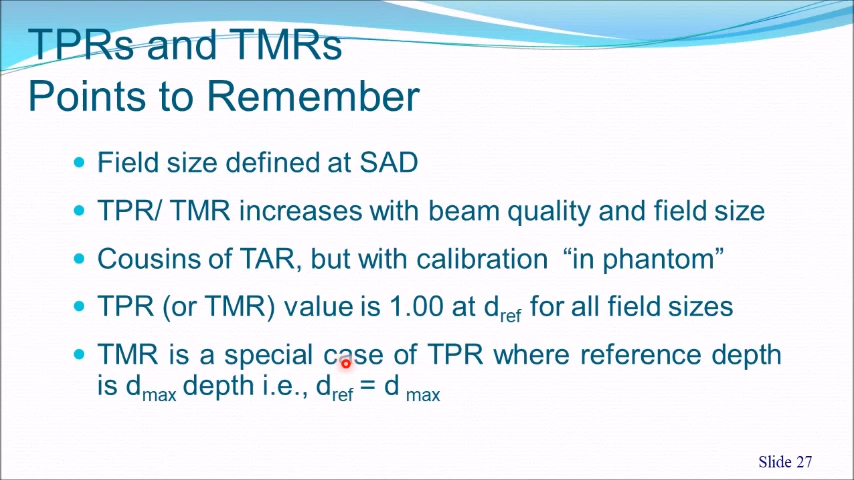 TPRs and TMRs
Points to Remember
• Field size defined at SAD
• TPR/ TMR increases with beam quality and field size
• Cousins of TAR, but with calibration “in phantom”
• TPR (or TMR) value is 1.00 at dref for all field sizes
• TMR is a special case of TPR where reference depth
is dmax depth i.e., dref = d max
Slide 27